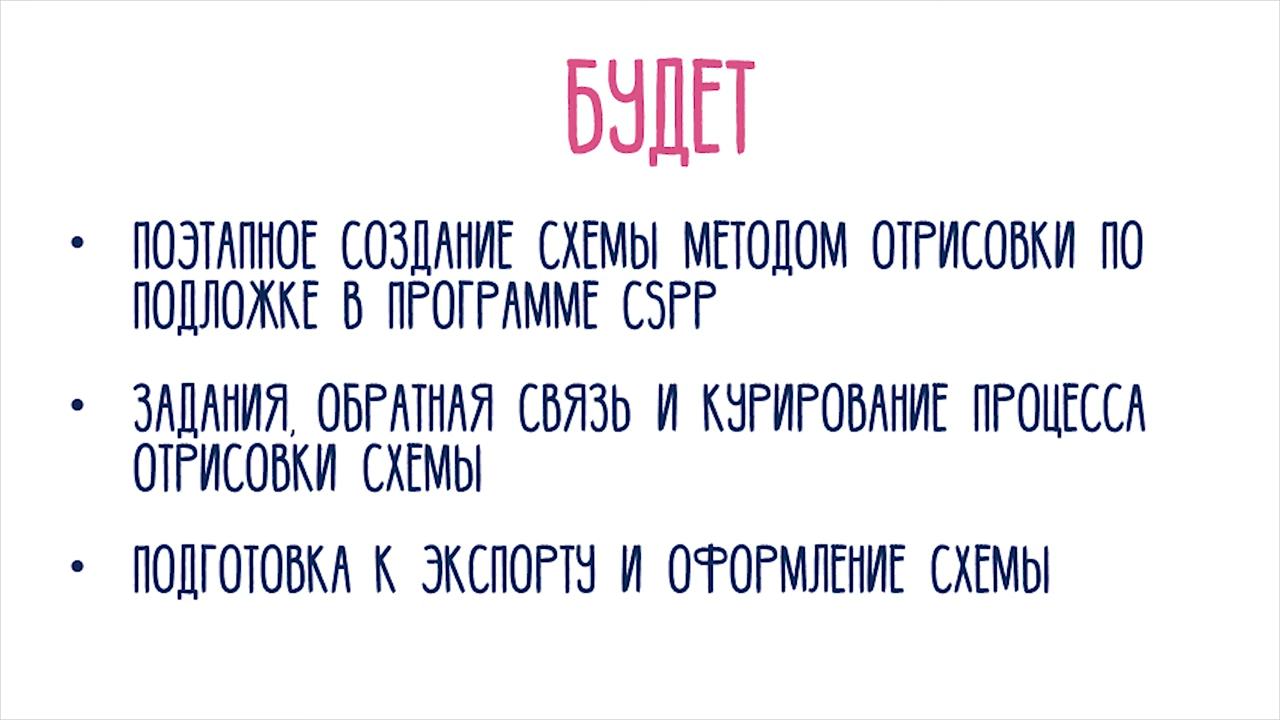 БУДЕТ
• ПОЭТАПНОЕ СОЗДАНИЕ СХЕМЫ МЕТОДОМ ОТРИСОВКИ ПО
ПОДЛОЖКЕ В ПРОГРАММЕ CSPP
• ЗАДАНИЯ, ОБРАТНАЯ СВЯЗЬ И КУРИРОВАНИЕ ПРОЦЕССА
ОТРИСОВКИ СХЕМЫ
• ПОДГОТОВКА К ЭКСПОРТУ И ОФОРМЛЕНИЕ СХЕМЫ